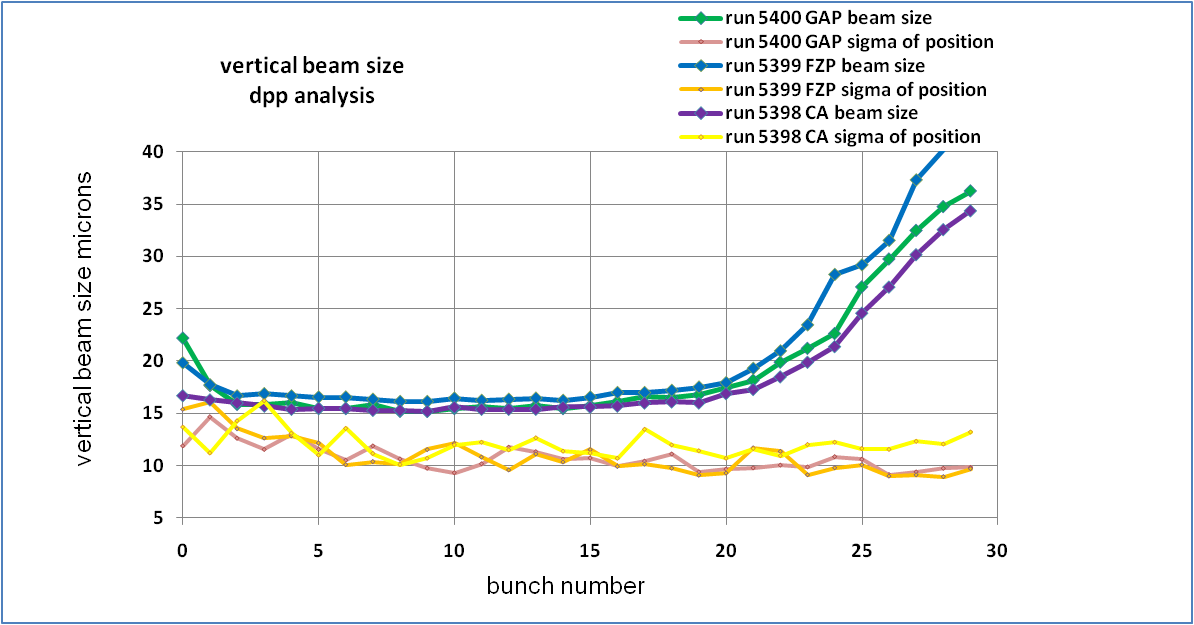 run 5400 GAP beam size
run 5400 GAP sigma of position
run 5399 FZP beam size
run 5399 FZP sigma of position
run 5398 CA beam size
run 5398 CA sigma of position
vertical beam size
dpp analysis
vertical beam size microns
40
35
30
25
20
15
10
5
0 5 10 15 20 25 30
bunch number